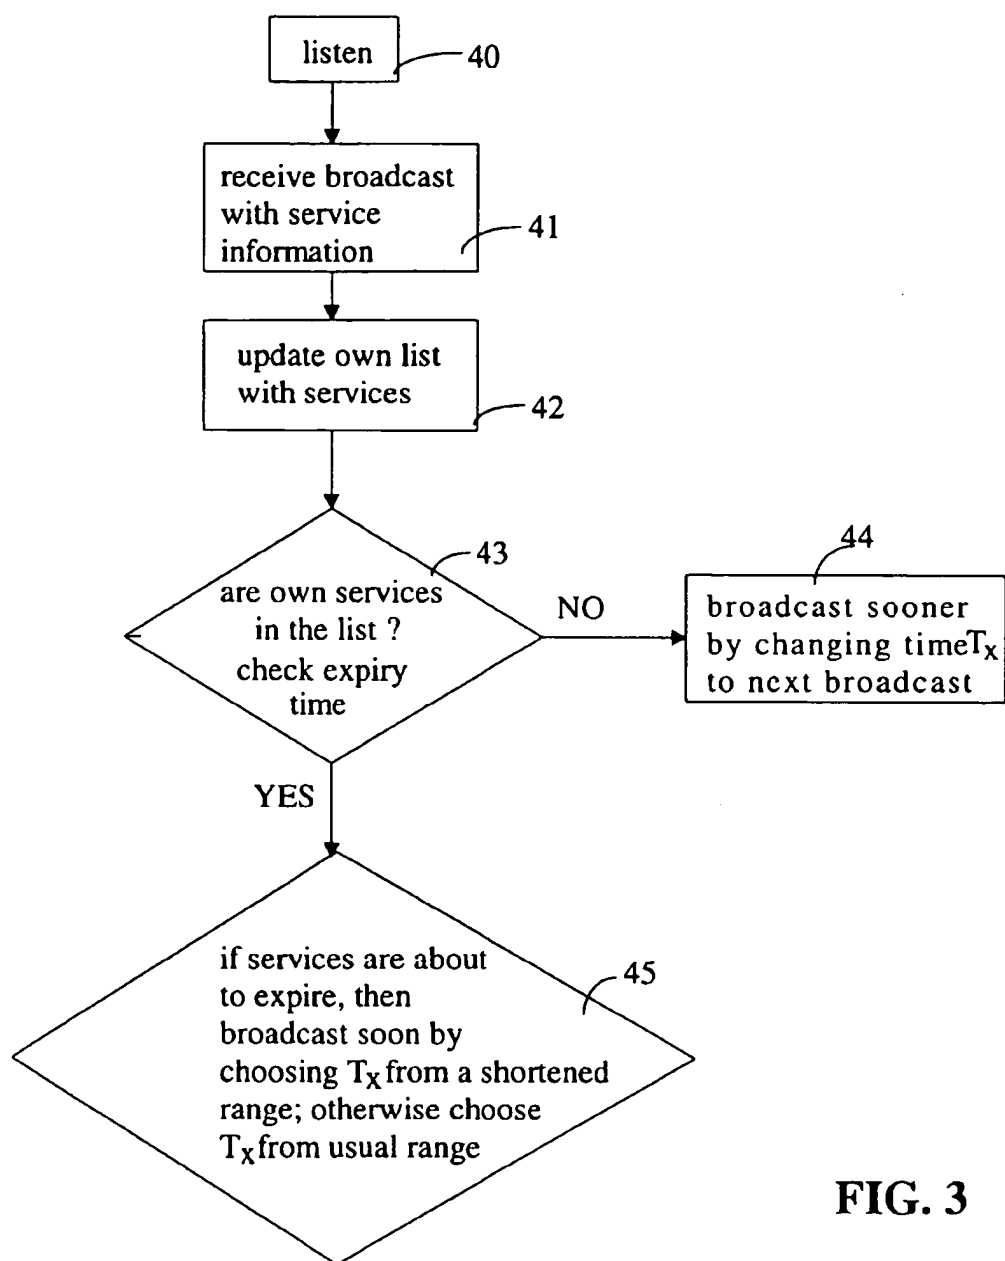 listen
40
receive broadcast
with service
information
41
update own list
with services
42
43
are own services
in the list ?
check expiry
time
NO
44
broadcast sooner
by changing time Tx
to next broadcast
YES
45
if services are about
to expire, then
broadcast soon by
choosing Tx from a shortened
range; otherwise choose
Tx from usual range
FIG. 3